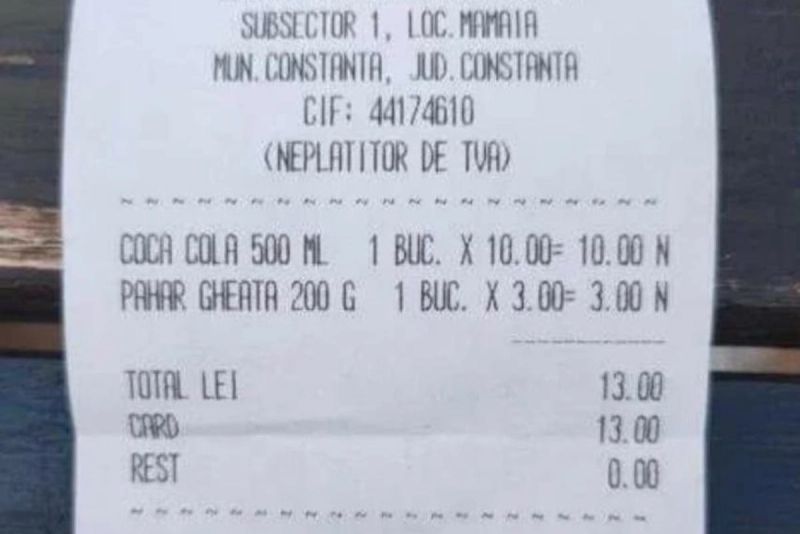 SUBSECTOR 1, LOC.MAMAIA
MUN.CONSTANTA, JUD.CONSTANTA
CIF: 44174610
(NEPLATITOR DE TVA)
~ ~ ~ ~ ~ ~ ~ ~ ~ ~ ~ ~ ~ ~ ~ ~ ~ ~ ~ ~ ~ ~ ~ ~ ~ ~
COCA COLA 500 ML 1 BUC. X 10.00= 10.00 N
PAHAR GHEATA 200 G 1 BUC. X 3.00= 3.00 N
TOTAL LEI 13.00
CARD 13.00
REST 0.00
~ ~ ~ ~ ~ ~ ~ ~ ~ ~ ~ ~ ~ ~ ~ ~ ~ ~ ~ ~ ~ ~ ~ ~ ~ ~